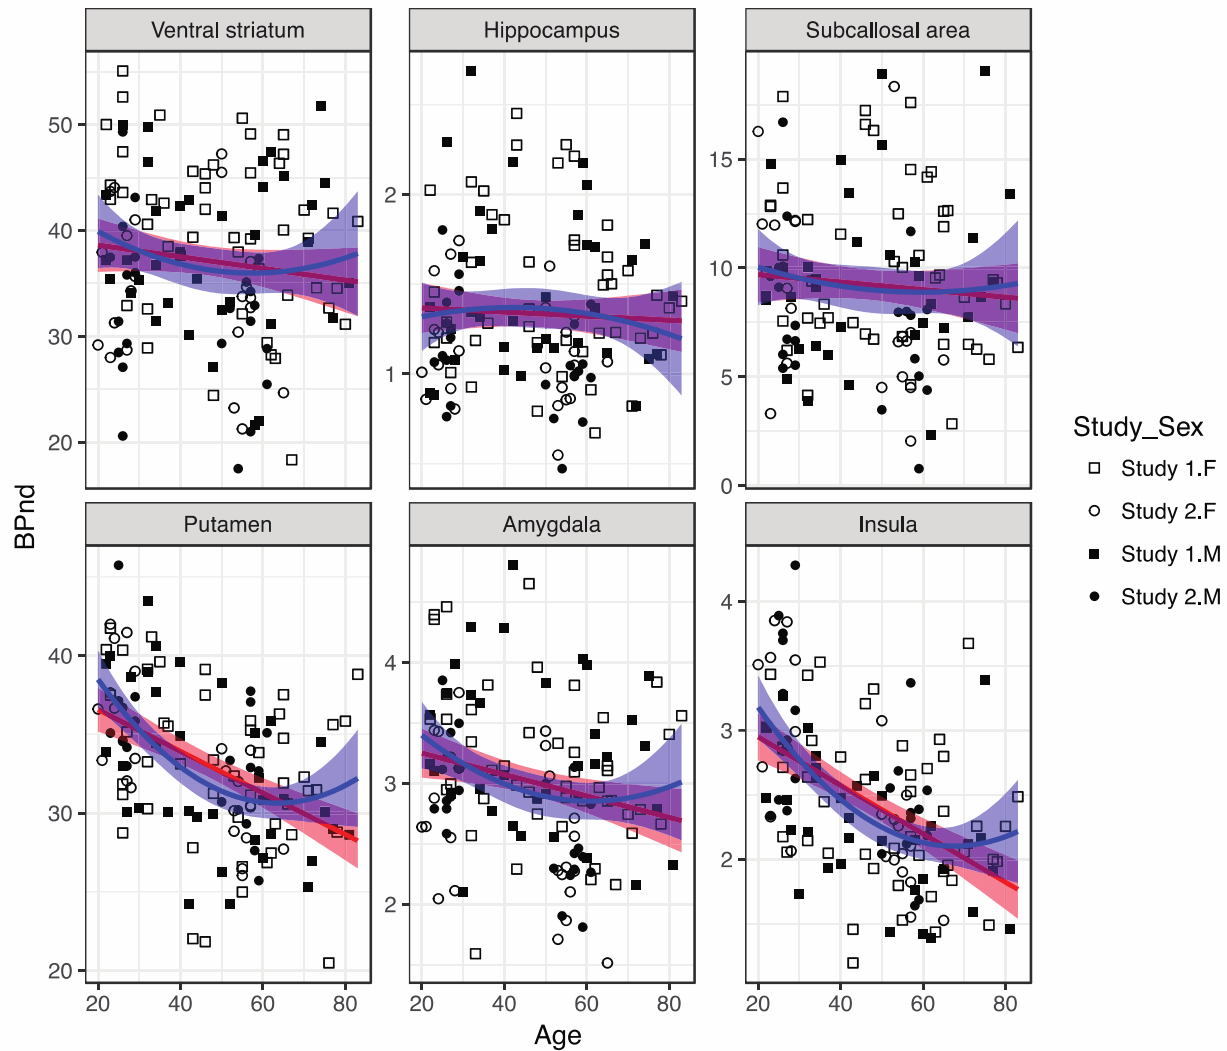 Ventral striatum Hippocampus Subcallosal area
50
40
30
20
2
1
15
10
5
0
Putamen Amygdala Insula
40
30
20
4
3
2
4
3
2
20 40 60 80 20 40 60 80 20 40 60 80
Age
BPnd
Study_Sex
Study 1.F
Study 2.F
Study 1.M
Study 2.M